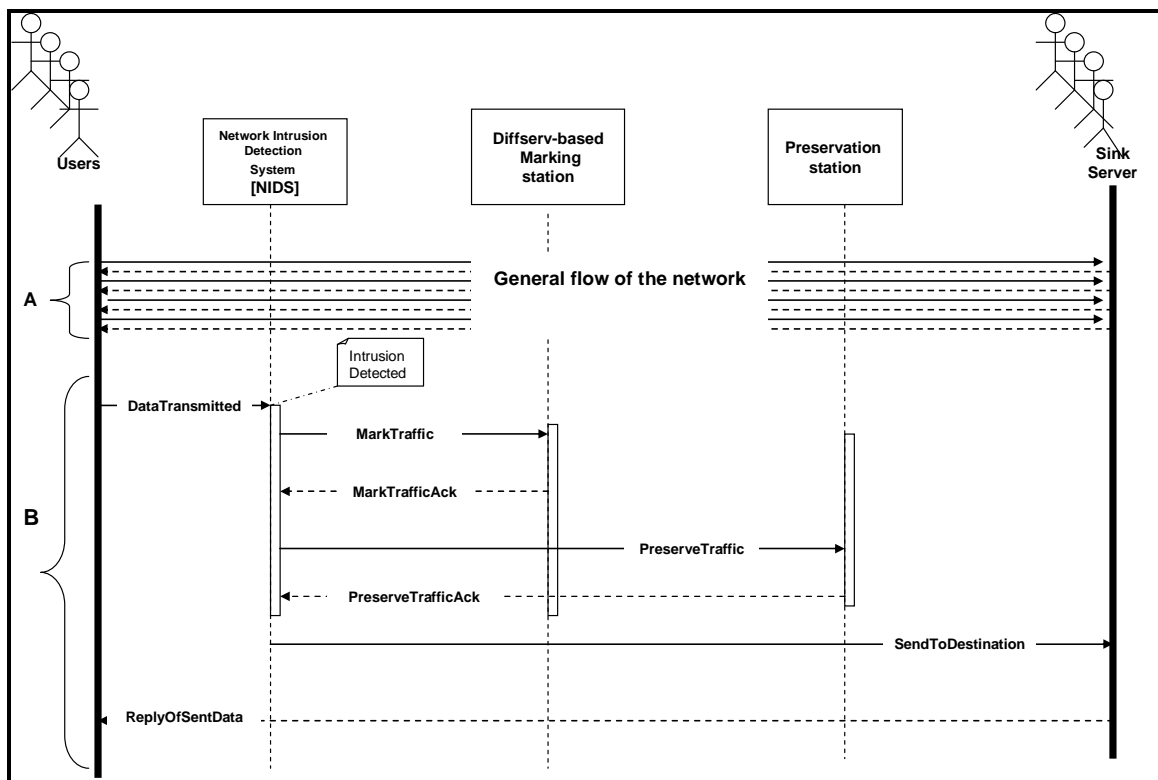 Users
Network Intrusion
Detection
System
[NIDS]
Diffserv-based
Marking
station
Preservation
station
Sink
Server
A
General flow of the network
Intrusion
Detected
B
DataTransmitted
MarkTraffic
MarkTrafficAck
PreserveTraffic
PreserveTrafficAck
SendToDestination
ReplyOfSentData